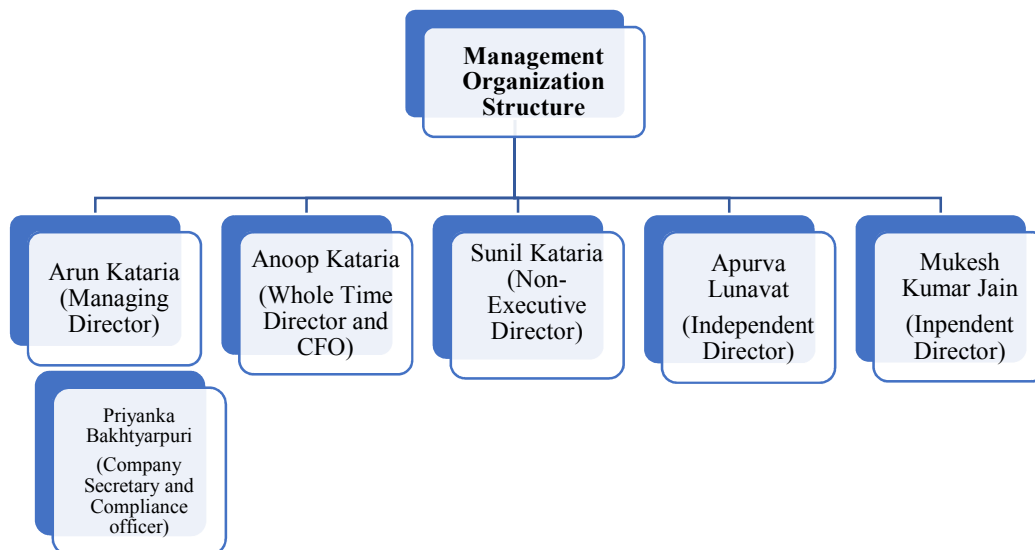 Management
Organization
Structure
Arun Kataria
(Managing
Director)
Anoop Kataria
(Whole Time
Director and
CFO)
Sunil Kataria
(Non-
Executive
Director)
Apurva
Lunavat
(Independent
Director)
Mukesh
Kumar Jain
(Inpendent
Director)
Priyanka
Bakhtyarpuri
(Company
Secretary and
Compliance
officer)